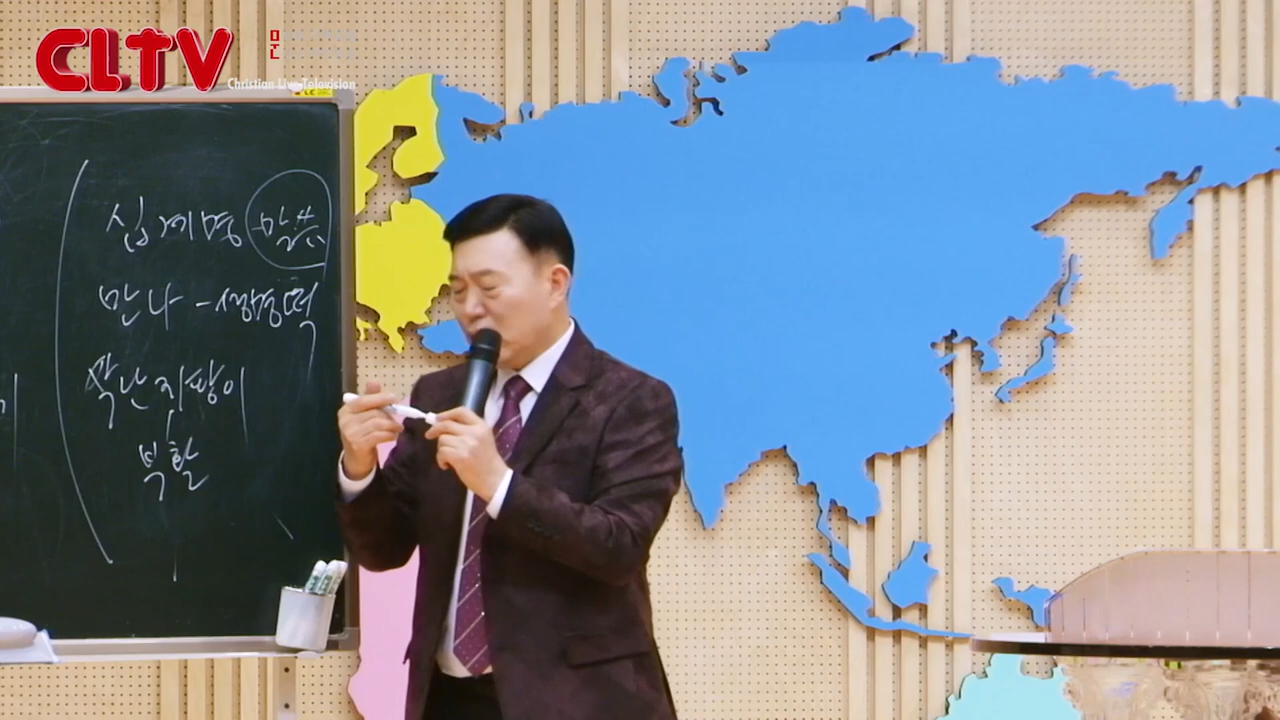 CLTV
Christian Live Television
십계명 말씀
만나 - 생명떡
싹난 지팡이
부활